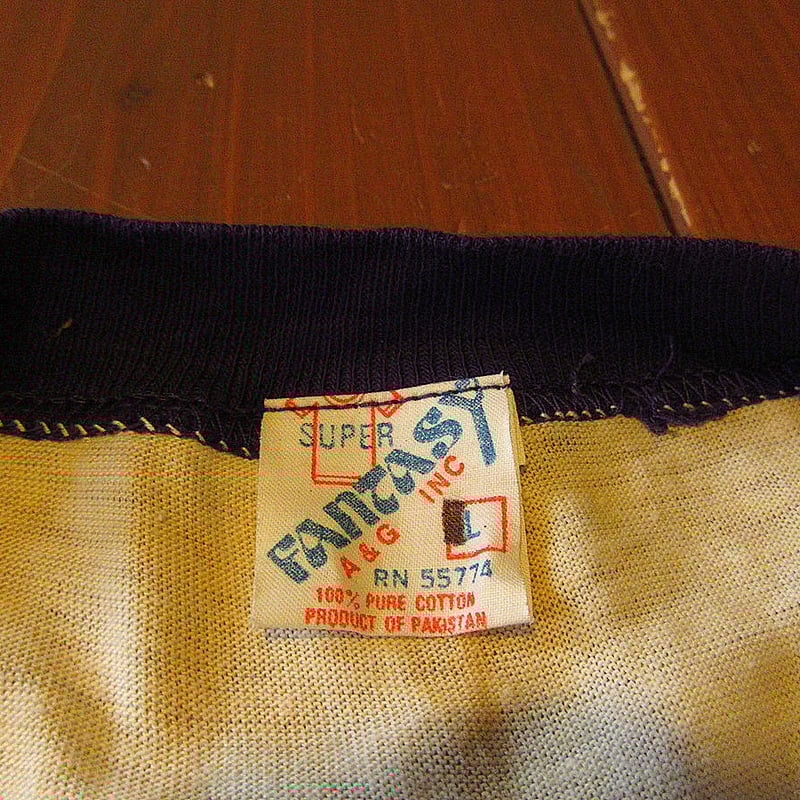 SUPER
FANTASY
A & G INC
L
RN 55774
100% PURE COTTON
PRODUCT OF PAKISTAN